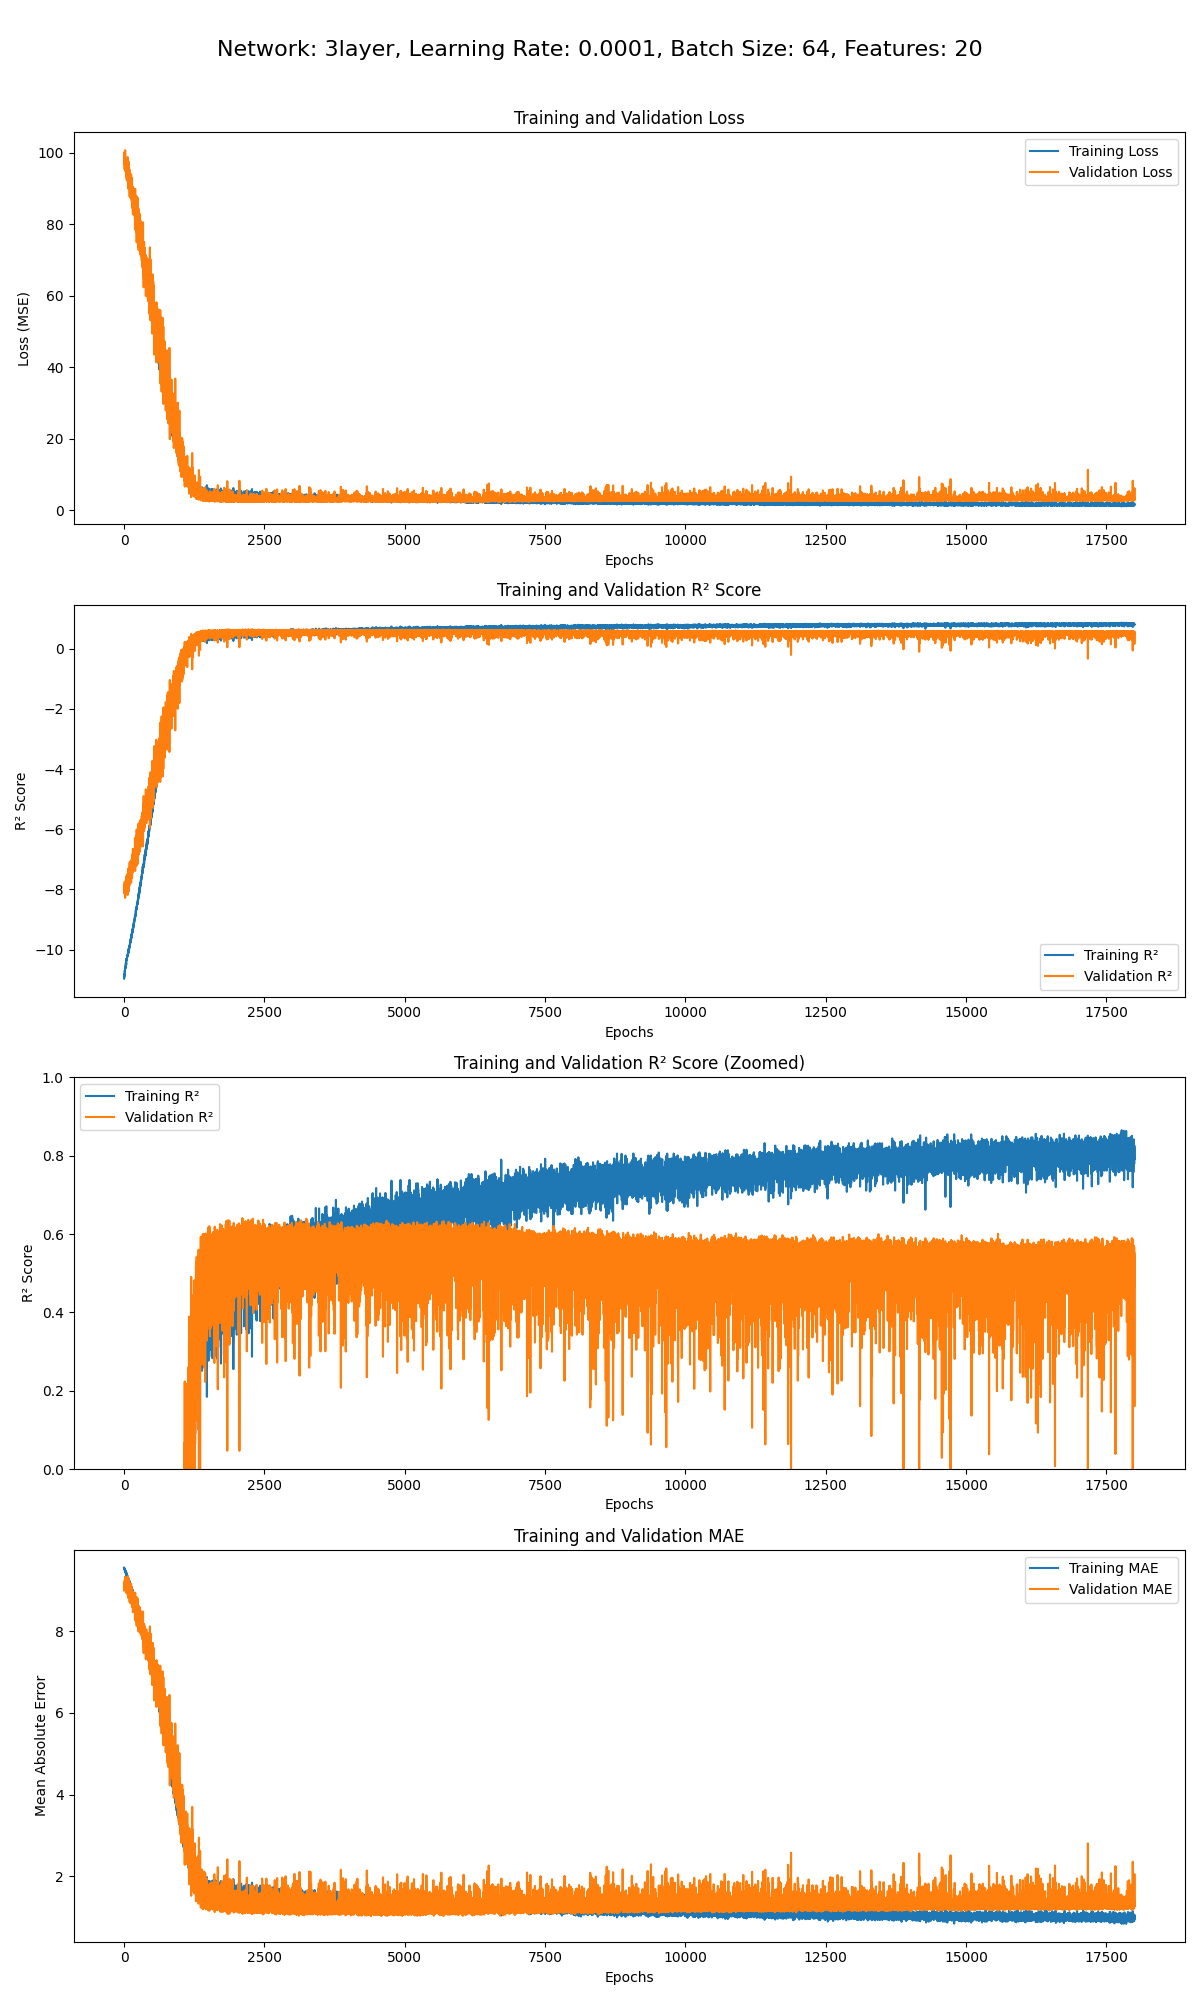 Network: 3layer, Learning Rate: 0.0001, Batch Size: 64, Features: 20
Training and Validation Loss
100
80
60
40
20
0
Loss (MSE)
Training Loss
Validation Loss
0 2500 5000 7500 10000 12500 15000 17500
Epochs
Training and Validation R² Score
0
−2
−4
−6
−8
−10
R² Score
Training R²
Validation R²
0 2500 5000 7500 10000 12500 15000 17500
Epochs
Training and Validation R² Score (Zoomed)
1.0
0.8
0.6
0.4
0.2
0.0
R² Score
Training R²
Validation R²
0 2500 5000 7500 10000 12500 15000 17500
Epochs
Training and Validation MAE
8
6
4
2
Mean Absolute Error
Training MAE
Validation MAE
0 2500 5000 7500 10000 12500 15000 17500
Epochs